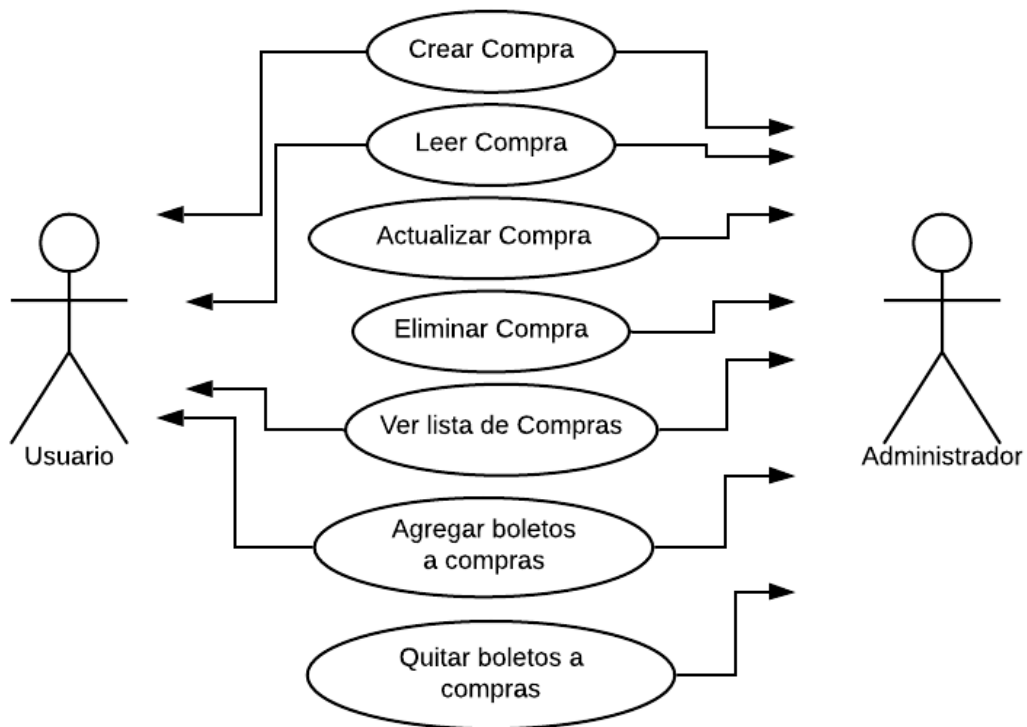 Crear Compra
Leer Compra
Actualizar Compra
Eliminar Compra
Ver lista de Compras
Usuario
Administrador
Agregar boletos
a compras
Quitar boletos a
compras